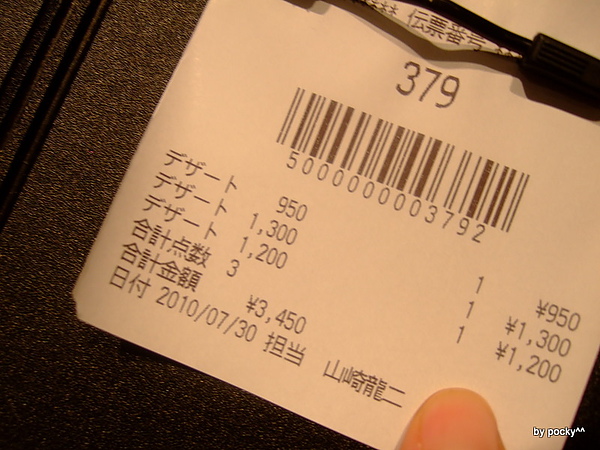 **** 伝票番号
379
5000000003792
デザート 950 1 ¥950
デザート 1,300 1 ¥1,300
デザート 1,200 1 ¥1,200
合計点数 3
合計金額 ¥3,450
日付 2010/07/30 担当 山崎龍二
by pocky^^